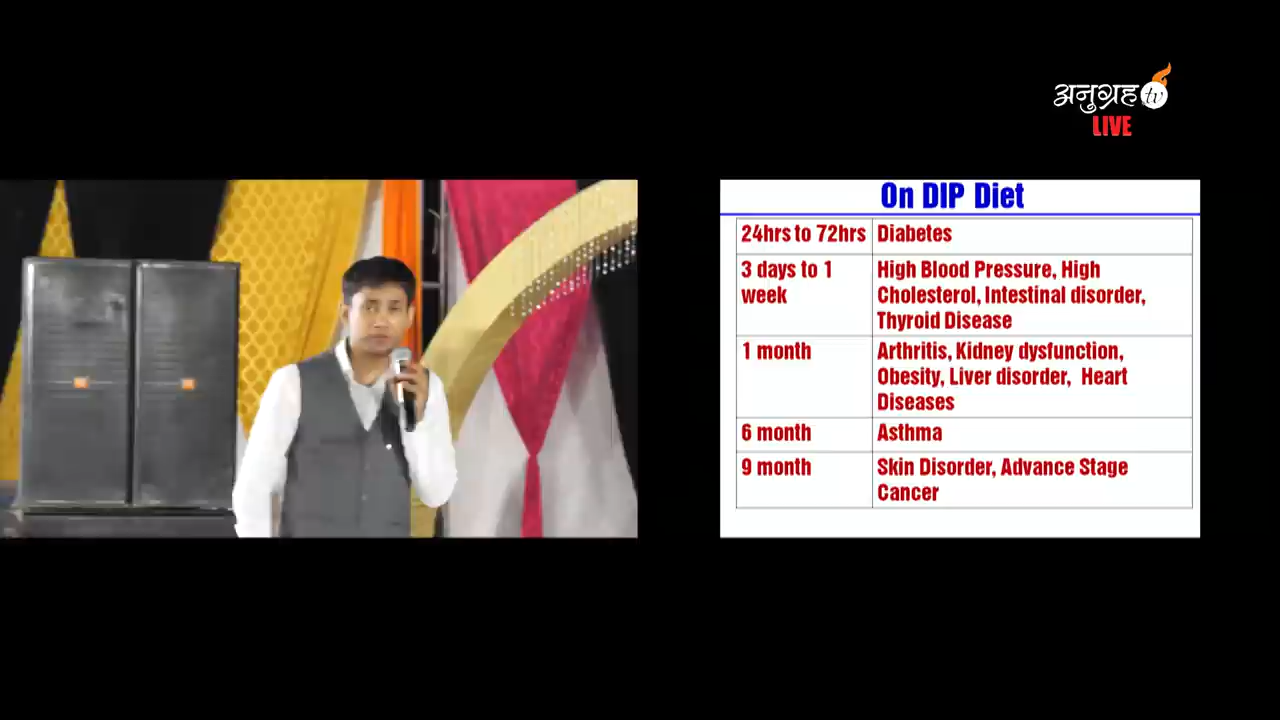 अनुग्रह tv
LIVE
On DIP Diet
24hrs to 72hrs
Diabetes
3 days to 1
week
High Blood Pressure, High
Cholesterol, Intestinal disorder,
Thyroid Disease
1 month
Arthritis, Kidney dysfunction,
Obesity, Liver disorder, Heart
Diseases
6 month
Asthma
9 month
Skin Disorder, Advance Stage
Cancer